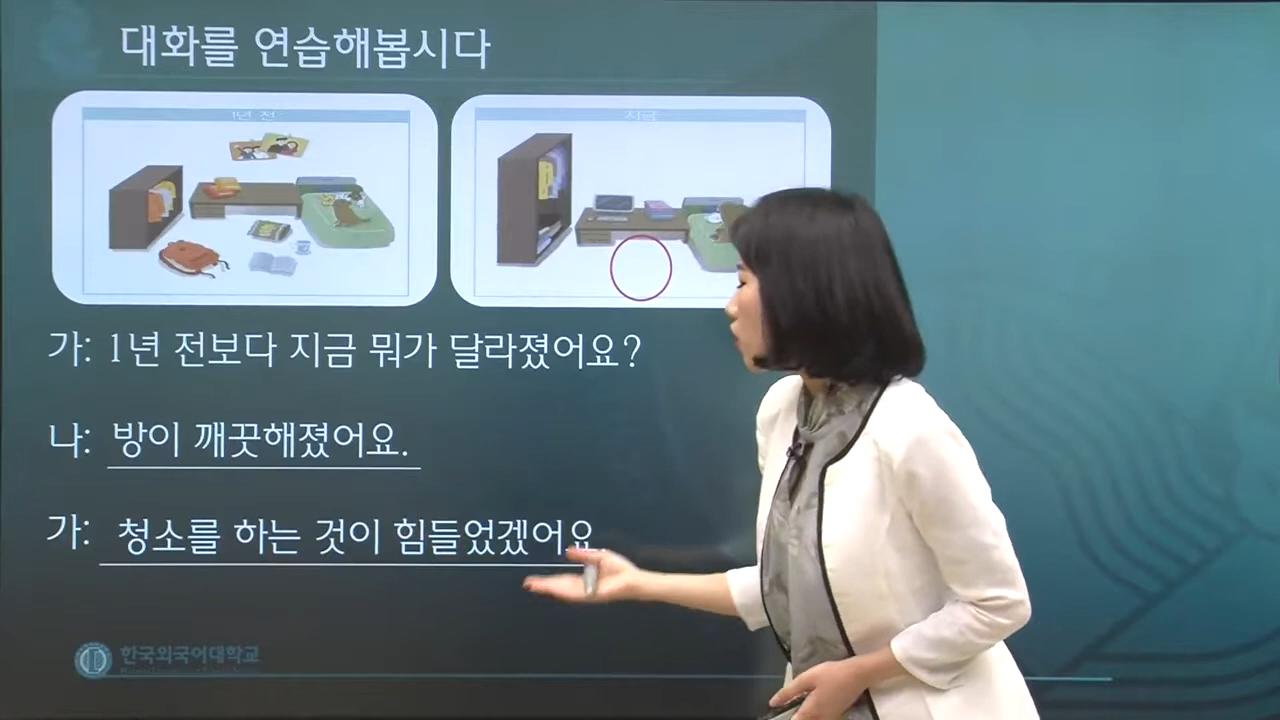 대화를 연습해봅시다
1년 전
지금
가: 1년 전보다 지금 뭐가 달라졌어요?
나: 방이 깨끗해졌어요.
가: 청소를 하는 것이 힘들었겠어요.
한국외국어대학교